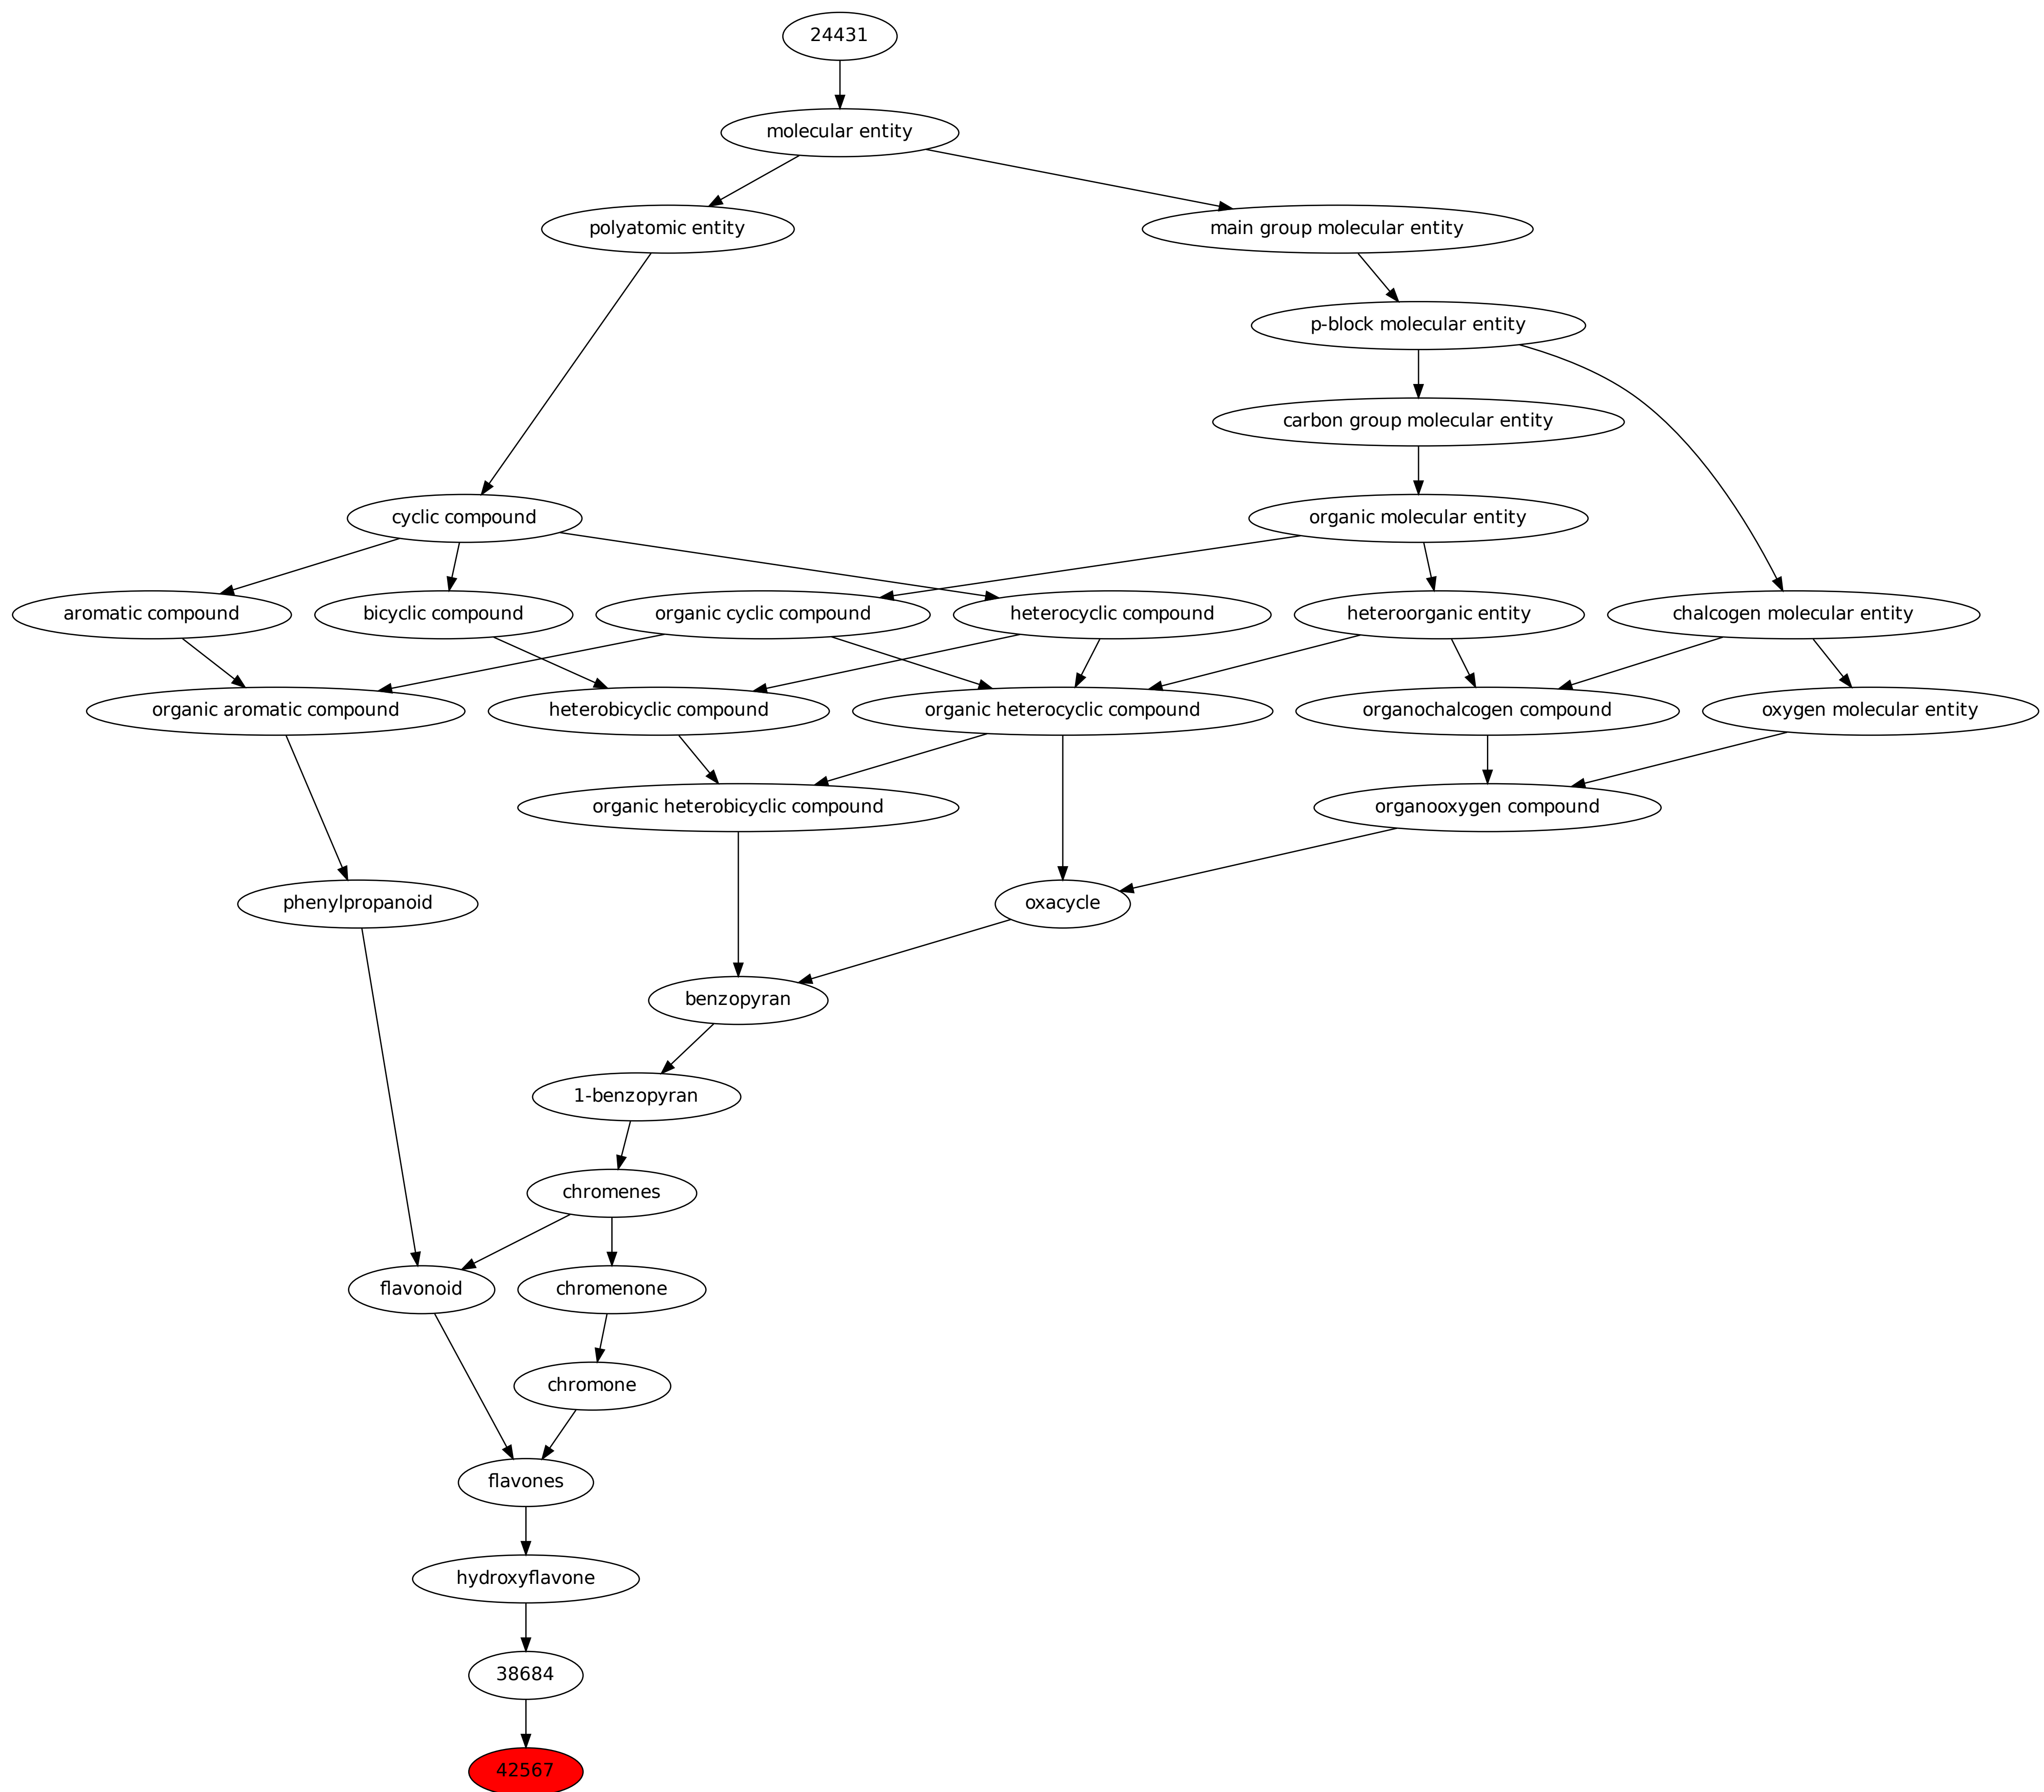 24431
molecular entity
polyatomic entity
main group molecular entity
p-block molecular entity
carbon group molecular entity
cyclic compound
organic molecular entity
aromatic compound
bicyclic compound
organic cyclic compound
heterocyclic compound
heteroorganic entity
chalcogen molecular entity
organic aromatic compound
heterobicyclic compound
organic heterocyclic compound
organochalcogen compound
oxygen molecular entity
organic heterobicyclic compound
organooxygen compound
phenylpropanoid
oxacycle
benzopyran
1-benzopyran
chromenes
flavonoid
chromenone
chromone
flavones
hydroxyflavone
38684
42567